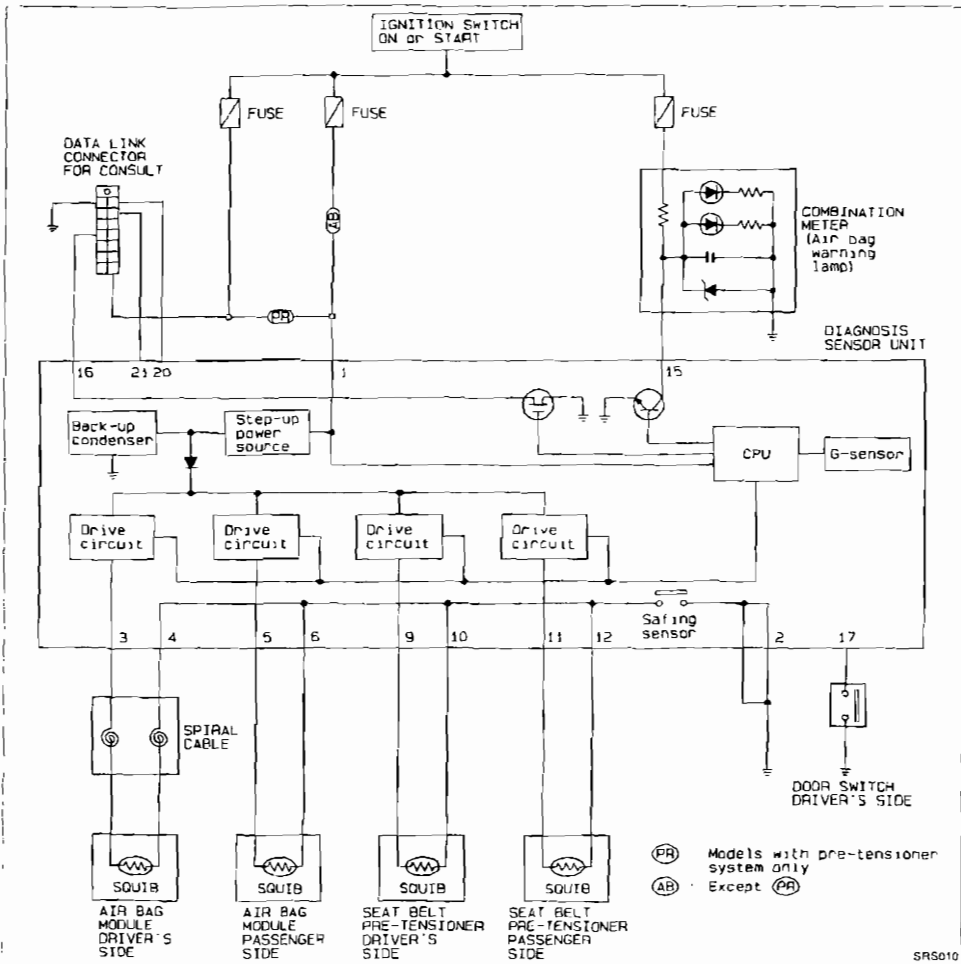 IGNITION SWITCH
ON or START
FUSE
FUSE
FUSE
DATA LINK
CONNECTOR
FOR CONSULT
AB
COMBINATION
METER
(Air bag
warning
lamp)
PR
DIAGNOSIS
SENSOR UNIT
16 21 20 1 15
Back-up
condenser
Step-up
power
source
CPU
G-sensor
Drive
circuit
Drive
circuit
Drive
circuit
Drive
circuit
Safing
sensor
3 4 5 6 9 10 11 12 2 17
SPIRAL
CABLE
DOOR SWITCH
DRIVER'S SIDE
SQUIB
SQUIB
SQUIB
SQUIB
AIR BAG
MODULE
DRIVER'S
SIDE
AIR BAG
MODULE
PASSENGER
SIDE
SEAT BELT
PRE-TENSIONER
DRIVER'S
SIDE
SEAT BELT
PRE-TENSIONER
PASSENGER
SIDE
PR Models with pre-tensioner
system only
AB : Except PR
SRS010